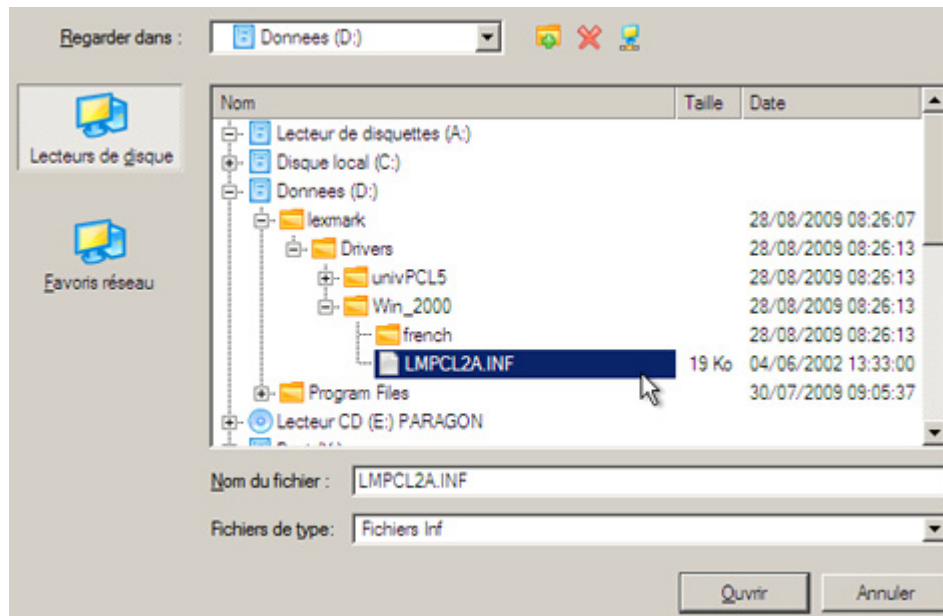 Regarder dans : Donnees (D:)
Nom Taille Date
Lecteurs de disque
Favoris réseau
Lecteur de disquettes (A:)
Disque local (C:)
Donnees (D:)
lexmark 28/08/2009 08:26:07
Drivers 28/08/2009 08:26:13
univPCL5 28/08/2009 08:26:13
Win_2000 28/08/2009 08:26:13
french 28/08/2009 08:26:13
LMPCL2A.INF 19 Ko 04/06/2002 13:33:00
Program Files 30/07/2009 09:05:37
Lecteur CD (E:) PARAGON
Nom du fichier : LMPCL2A.INF
Fichiers de type: Fichiers Inf
Ouvrir Annuler